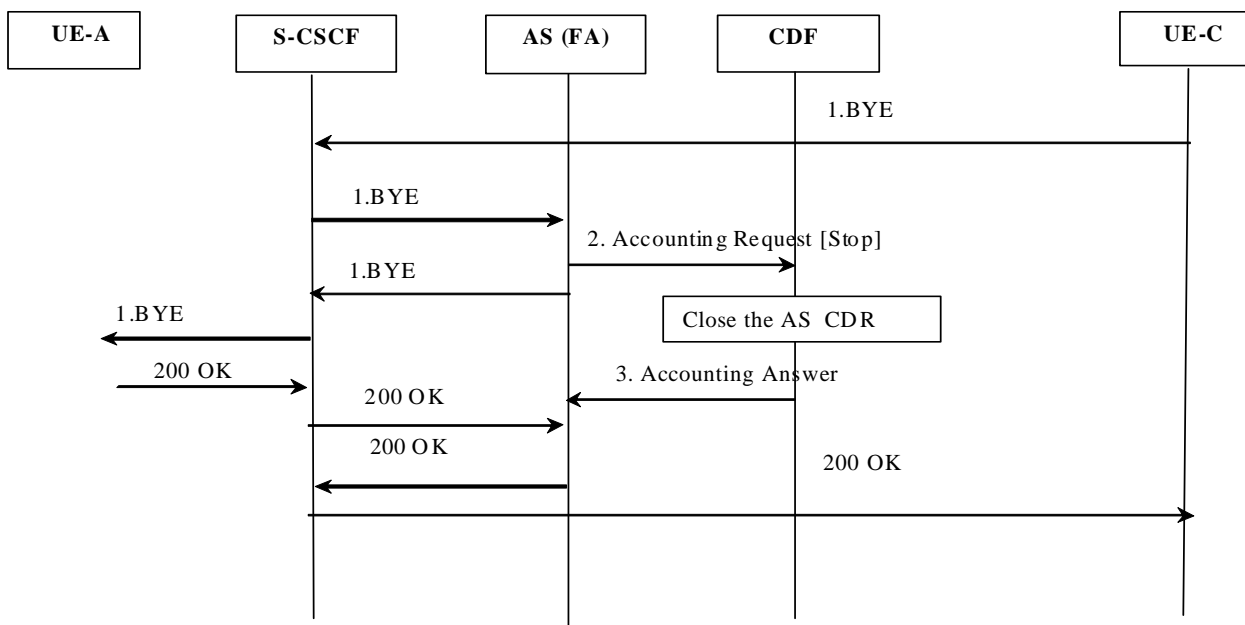 UE-A
S-CSCF
AS (FA)
CDF
UE-C
1.BYE
1.BYE
2. Accounting Request [Stop]
1.BYE
1.BYE
Close the AS CDR
200 OK
3. Accounting Answer
200 OK
200 OK
200 OK